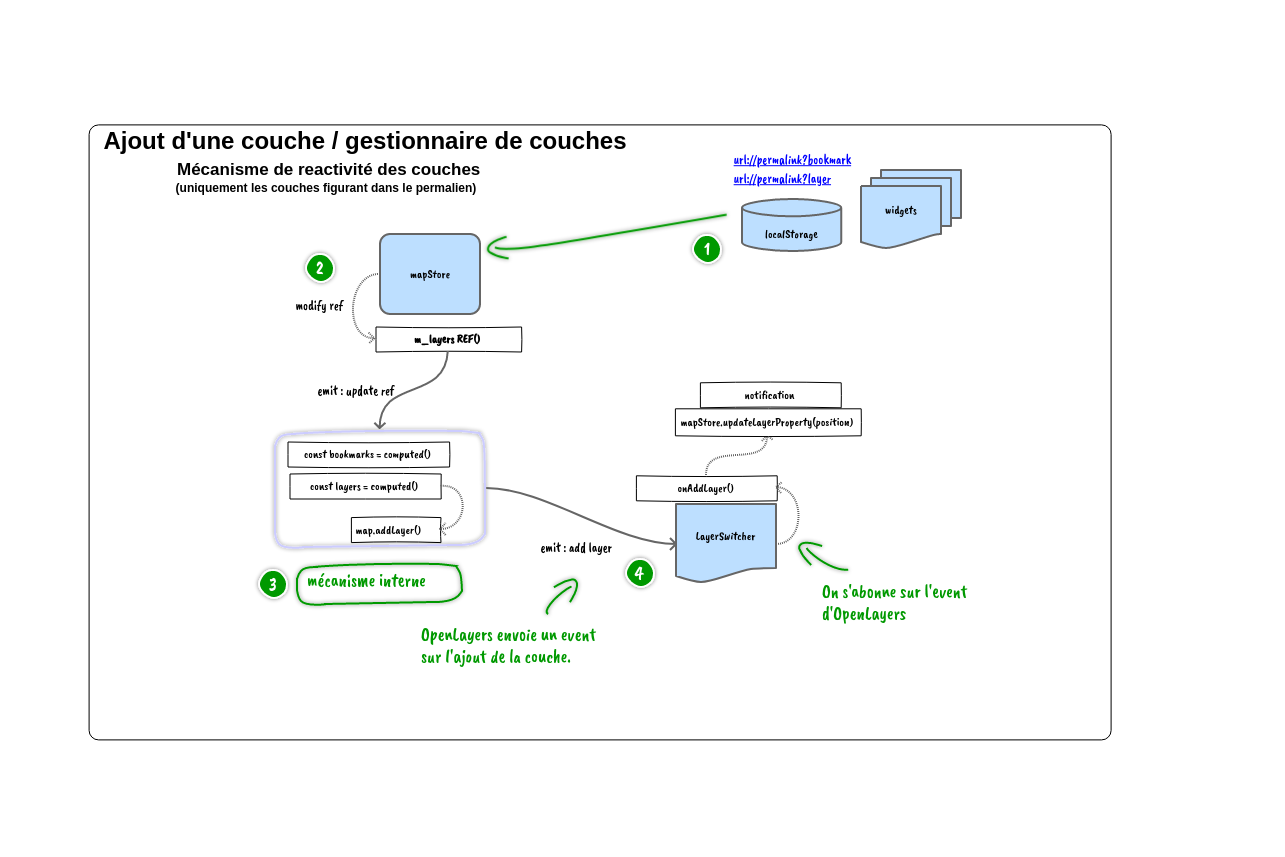 Ajout d'une couche / gestionnaire de couches
Mécanisme de reactivité des couches
(uniquement les couches figurant dans le permalien)
url://permalink?bookmark
url://permalink?layer
widgets
localStorage
1
2
mapStore
modify ref
m_layers REF()
emit : update ref
notification
mapStore.updateLayerProperty(position)
const bookmarks = computed()
const layers = computed()
map.addLayer()
onAddLayer()
LayerSwitcher
emit : add layer
3
mécanisme interne
4
On s'abonne sur l'event
d'OpenLayers
OpenLayers envoie un event
sur l'ajout de la couche.